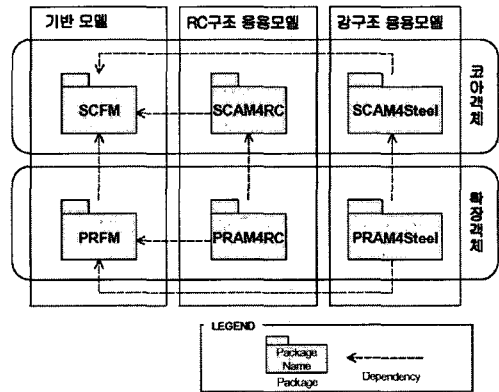 기반 모델
RC구조 응용모델
강구조 응용모델
SCFM
SCAM4RC
SCAM4Steel
코아객체
PRFM
PRAM4RC
PRAM4Steel
확장객체
LEGEND
Package
Name
Package
Dependency